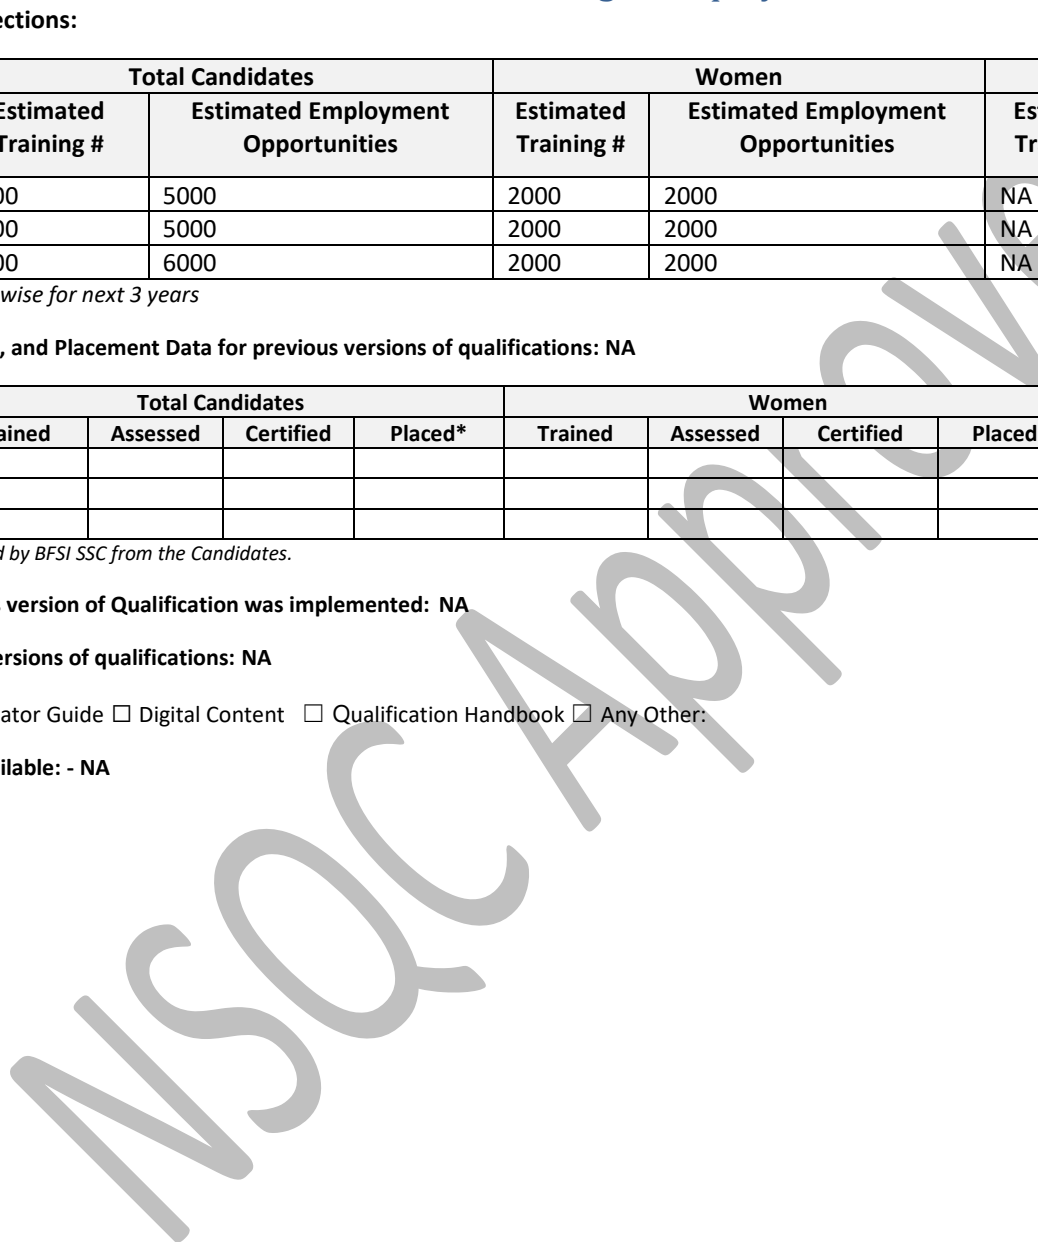 ections:
Total Candidates Women
Estimated Training # Estimated Employment Opportunities Estimated Training # Estimated Employment Opportunities Es Tr
00 5000 2000 2000 NA
00 5000 2000 2000 NA
00 6000 2000 2000 NA
wise for next 3 years
, and Placement Data for previous versions of qualifications: NA
Total Candidates Women
ained Assessed Certified Placed* Trained Assessed Certified Placed
d by BFSI SSC from the Candidates.
version of Qualification was implemented: NA
ersions of qualifications: NA
ator Guide ☐ Digital Content ☐ Qualification Handbook ☐ Any Other:
ilable: - NA
NSQC Approve